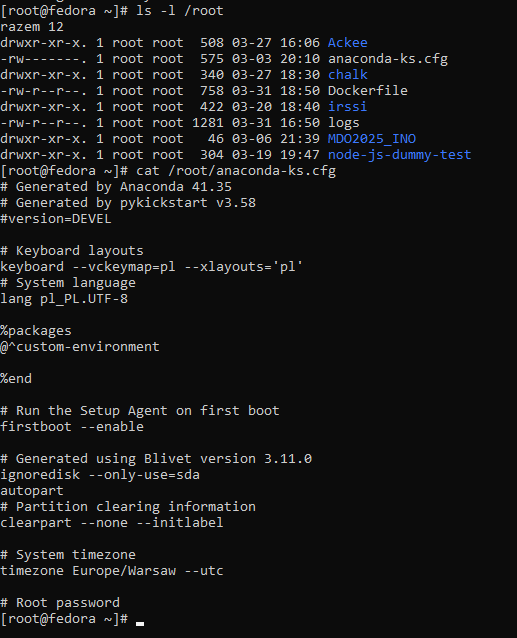 [root@fedora ~]# ls -l /root
razem 12
drwxr-xr-x. 1 root root  508 03-27 16:06 Ackee
-rw-------. 1 root root  575 03-03 20:10 anaconda-ks.cfg
drwxr-xr-x. 1 root root  340 03-27 18:30 chalk
-rw-r--r--. 1 root root  758 03-31 18:50 Dockerfile
drwxr-xr-x. 1 root root  422 03-20 18:40 irssi
-rw-r--r--. 1 root root 1281 03-31 16:50 logs
drwxr-xr-x. 1 root root   46 03-06 21:39 MDO2025_INO
drwxr-xr-x. 1 root root  304 03-19 19:47 node-js-dummy-test
[root@fedora ~]# cat /root/anaconda-ks.cfg
# Generated by Anaconda 41.35
# Generated by pykickstart v3.58
#version=DEVEL

# Keyboard layouts
keyboard --vckeymap=pl --xlayouts='pl'
# System language
lang pl_PL.UTF-8

%packages
@^custom-environment

%end

# Run the Setup Agent on first boot
firstboot --enable

# Generated using Blivet version 3.11.0
ignoredisk --only-use=sda
autopart
# Partition clearing information
clearpart --none --initlabel

# System timezone
timezone Europe/Warsaw --utc

# Root password
[root@fedora ~]#